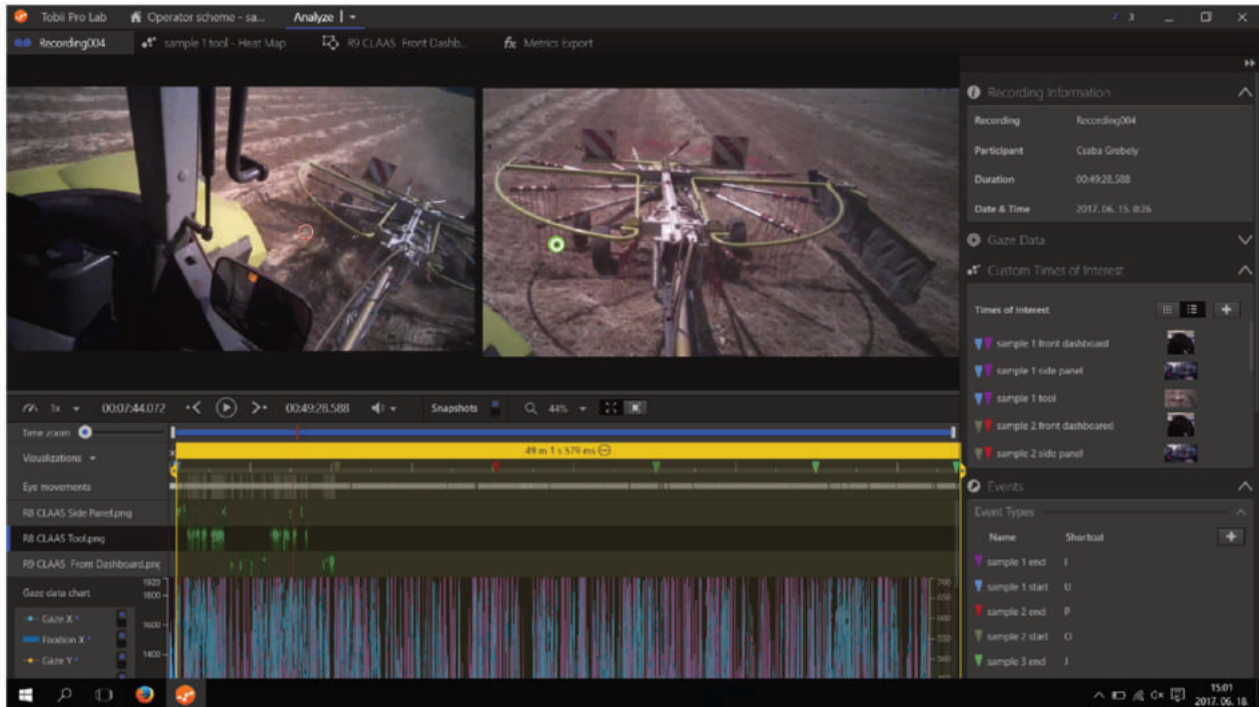 Tobii Pro Lab
Operator scheme - sa...
Analyze
3
Recording004
sample 1 tool - Heat Map
R9 CLAAS Front Dashb...
fx Metrics Export
Recording Information
Recording Recording004
Participant Csaba Grebely
Duration 00:49:28.588
Date & Time 2017. 06. 15. 8:26
Gaze Data
Custom Times of Interest
Times of Interest
sample 1 front dashboard
sample 1 side panel
sample 1 tool
sample 2 front dashboared
sample 2 side panel
1x 00:07:44.072 00:49:28.588 Snapshots 44%
Time zoom
49 m 1 s 579 ms
Visualizations
Eye movements
R8 CLAAS Side Panel.png
R8 CLAAS Tool.png
R9 CLAAS Front Dashboard.png
Gaze data chart
Gaze X
Fixation X
Gaze Y
1920
1800
1600
1400
700
600
500
Events
Event Types
Name Shortcut
sample 1 end I
sample 1 start U
sample 2 end P
sample 2 start O
sample 3 end J
15:01
2017. 06. 18.